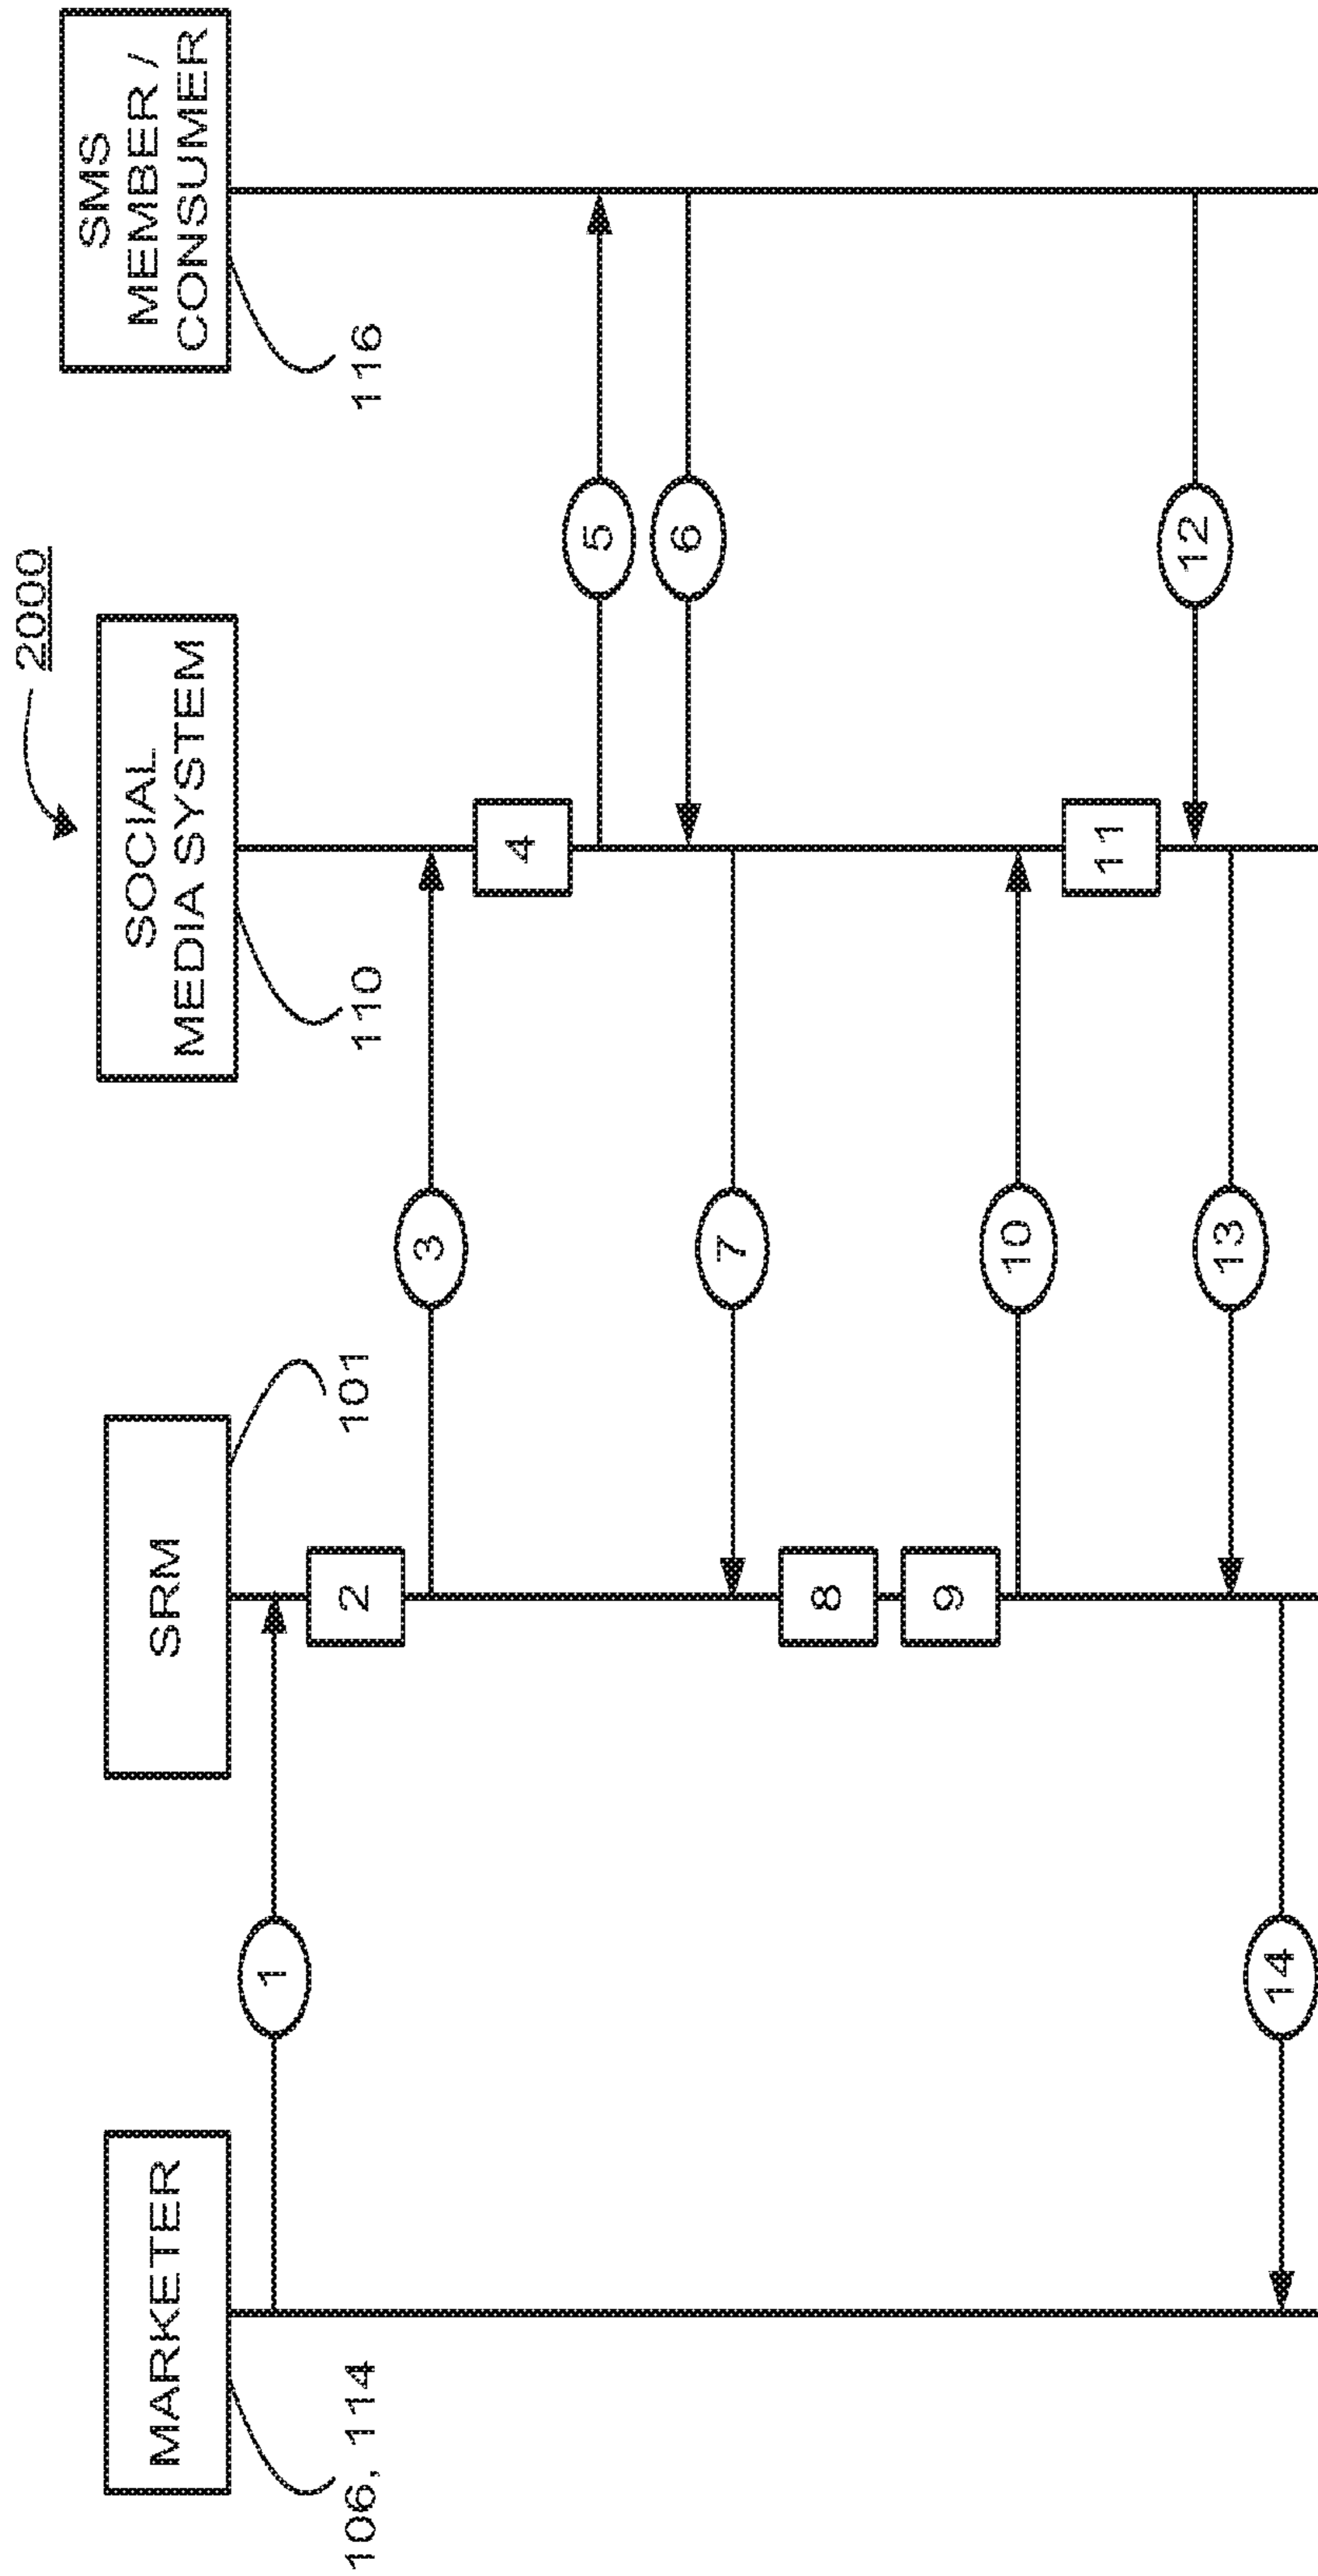 2000
MARKETER
SRM
SOCIAL
MEDIA SYSTEM
SMS
MEMBER /
CONSUMER
106, 114
101
110
116
1
2
3
4
5
6
7
8
9
10
11
12
13
14